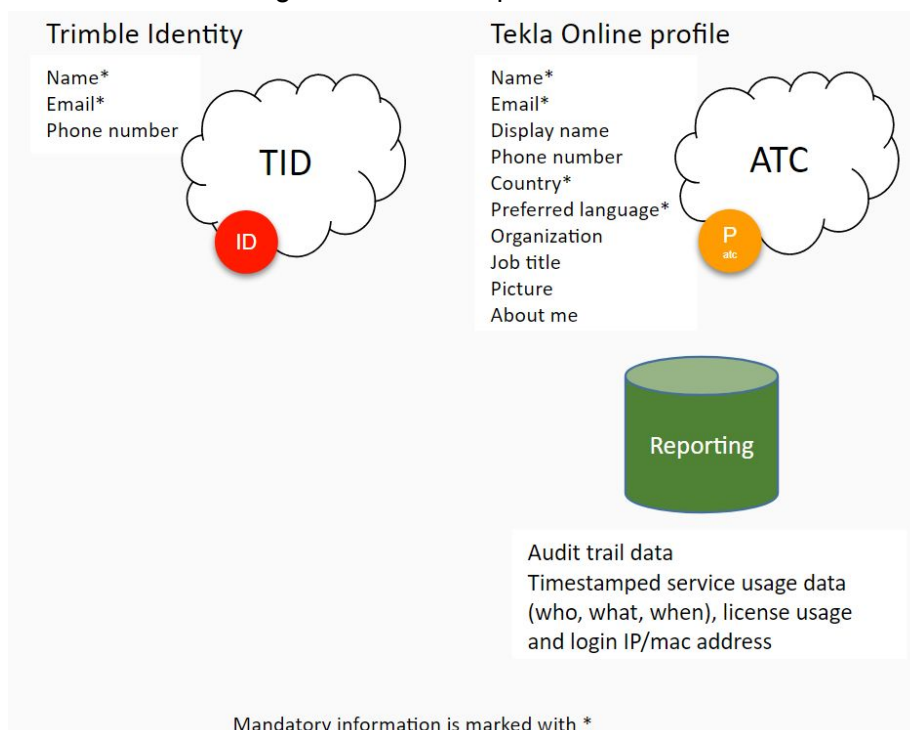 Trimble Identity
Name*
Email*
Phone number
TID
ID
Tekla Online profile
Name*
Email*
Display name
Phone number
Country*
Preferred language*
Organization
Job title
Picture
About me
ATC
P
atc
Reporting
Audit trail data
Timestamped service usage data
(who, what, when), license usage
and login IP/mac address
Mandatory information is marked with *